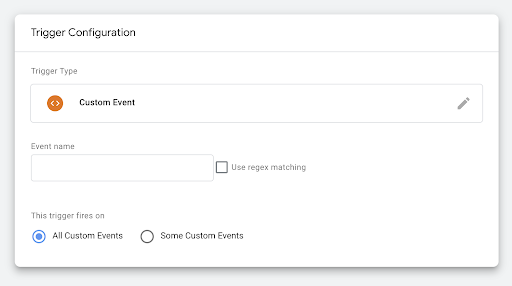 Trigger Configuration
Trigger Type
Custom Event
Event name
Use regex matching
This trigger fires on
All Custom Events Some Custom Events